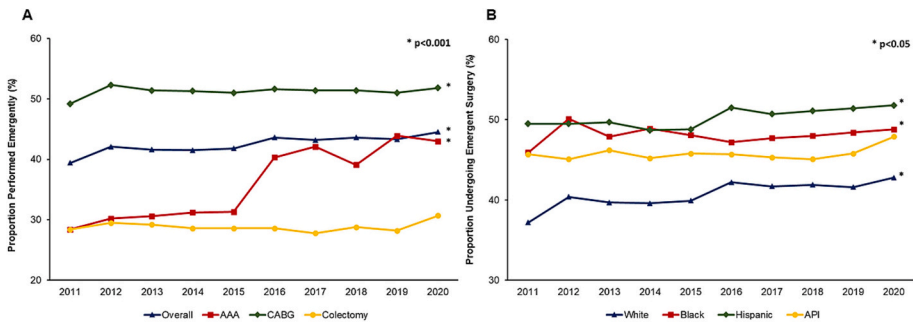 A
* p<0.001
Proportion Performed Emergently (%)
60
50
40
30
20
*
*
*
2011 2012 2013 2014 2015 2016 2017 2018 2019 2020
Overall AAA CABG Colectomy
B
* p<0.05
Proportion Undergoing Emergent Surgery (%)
60
50
40
30
*
*
*
2011 2012 2013 2014 2015 2016 2017 2018 2019 2020
White Black Hispanic API